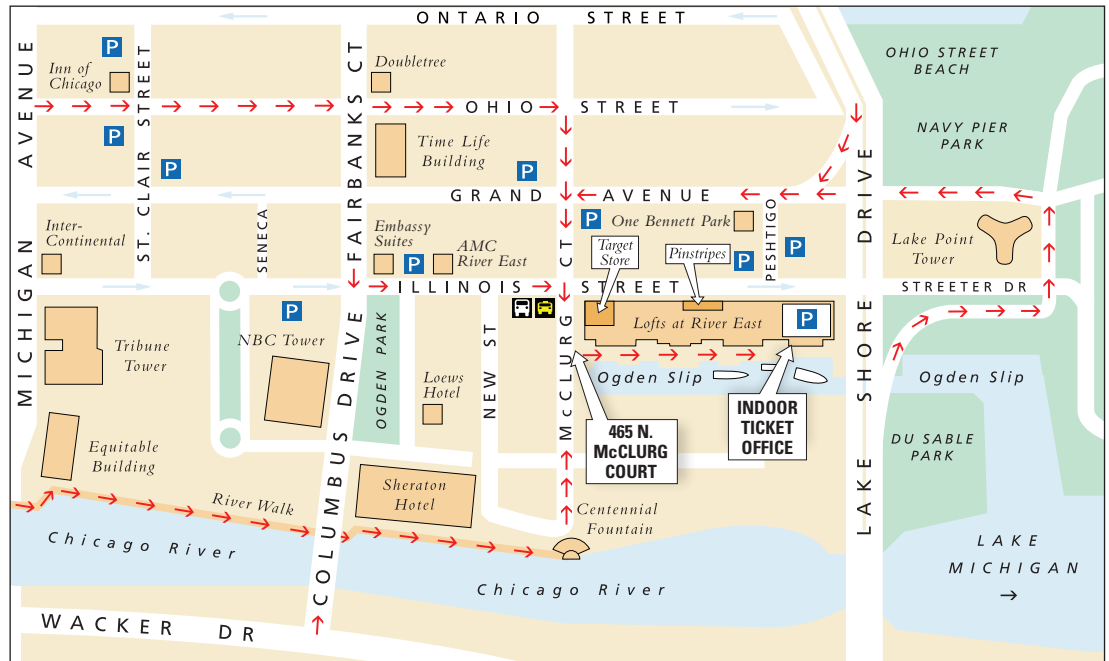 ONTARIO STREET
MICHIGAN AVENUE
ST. CLAIR STREET
FAIRBANKS CT
P
Inn of
Chicago
Doubletree
OHIO STREET
BEACH
OHIO STREET
P
Time Life
Building
P
P
NAVY PIER
PARK
GRAND AVENUE
LAKE SHORE DRIVE
Inter-
Continental
SENECA
Embassy
Suites
P
AMC
River East
McCLURG CT
P
One Bennett Park
Target
Store
Pinstripes
P
PESHTIGO
P
Lake Point
Tower
ILLINOIS STREET
STREETER DR
P
Tribune
Tower
NBC Tower
COLUMBUS DRIVE
OGDEN PARK
NEW ST
Lofts at River East
P
Loews
Hotel
Ogden Slip
Ogden Slip
465 N.
McCLURG
COURT
INDOOR
TICKET
OFFICE
DU SABLE
PARK
Equitable
Building
Sheraton
Hotel
River Walk
Centennial
Fountain
Chicago River
Chicago River
LAKE
MICHIGAN
→
WACKER DR